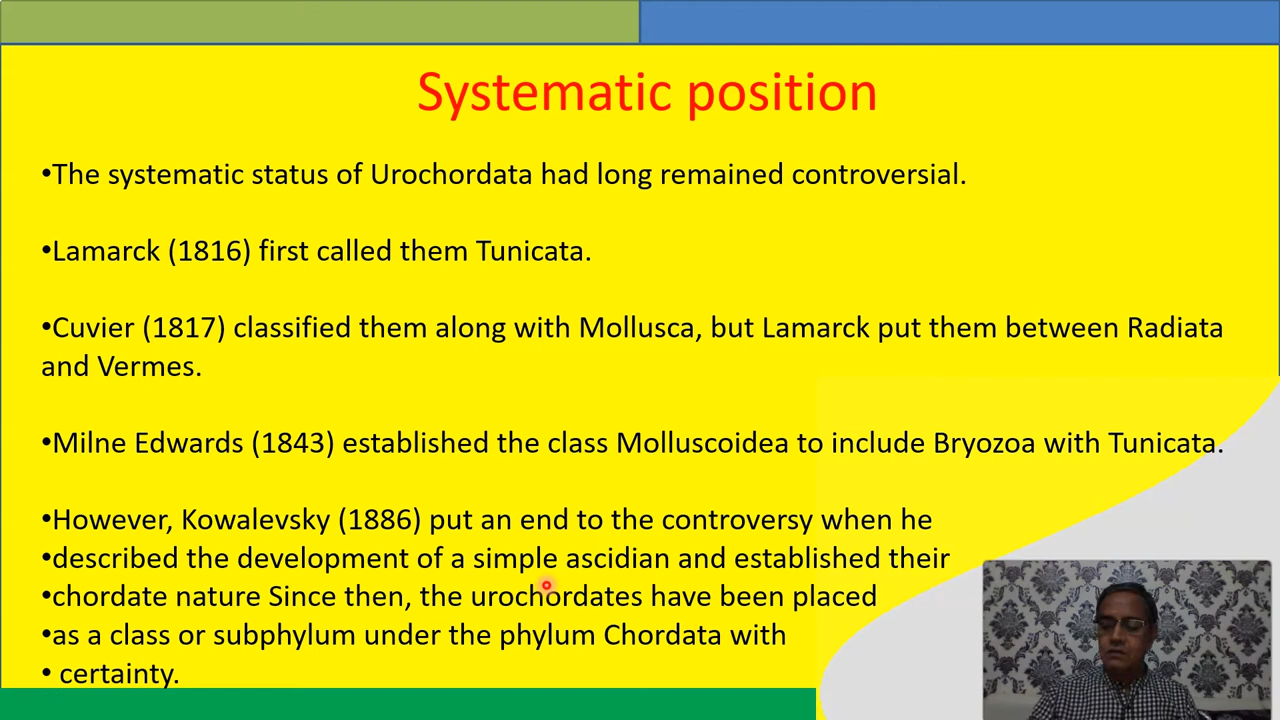 Systematic position
•The systematic status of Urochordata had long remained controversial.
•Lamarck (1816) first called them Tunicata.
•Cuvier (1817) classified them along with Mollusca, but Lamarck put them between Radiata
and Vermes.
•Milne Edwards (1843) established the class Molluscoidea to include Bryozoa with Tunicata.
•However, Kowalevsky (1886) put an end to the controversy when he
•described the development of a simple ascidian and established their
•chordate nature Since then, the urochordates have been placed
•as a class or subphylum under the phylum Chordata with
• certainty.